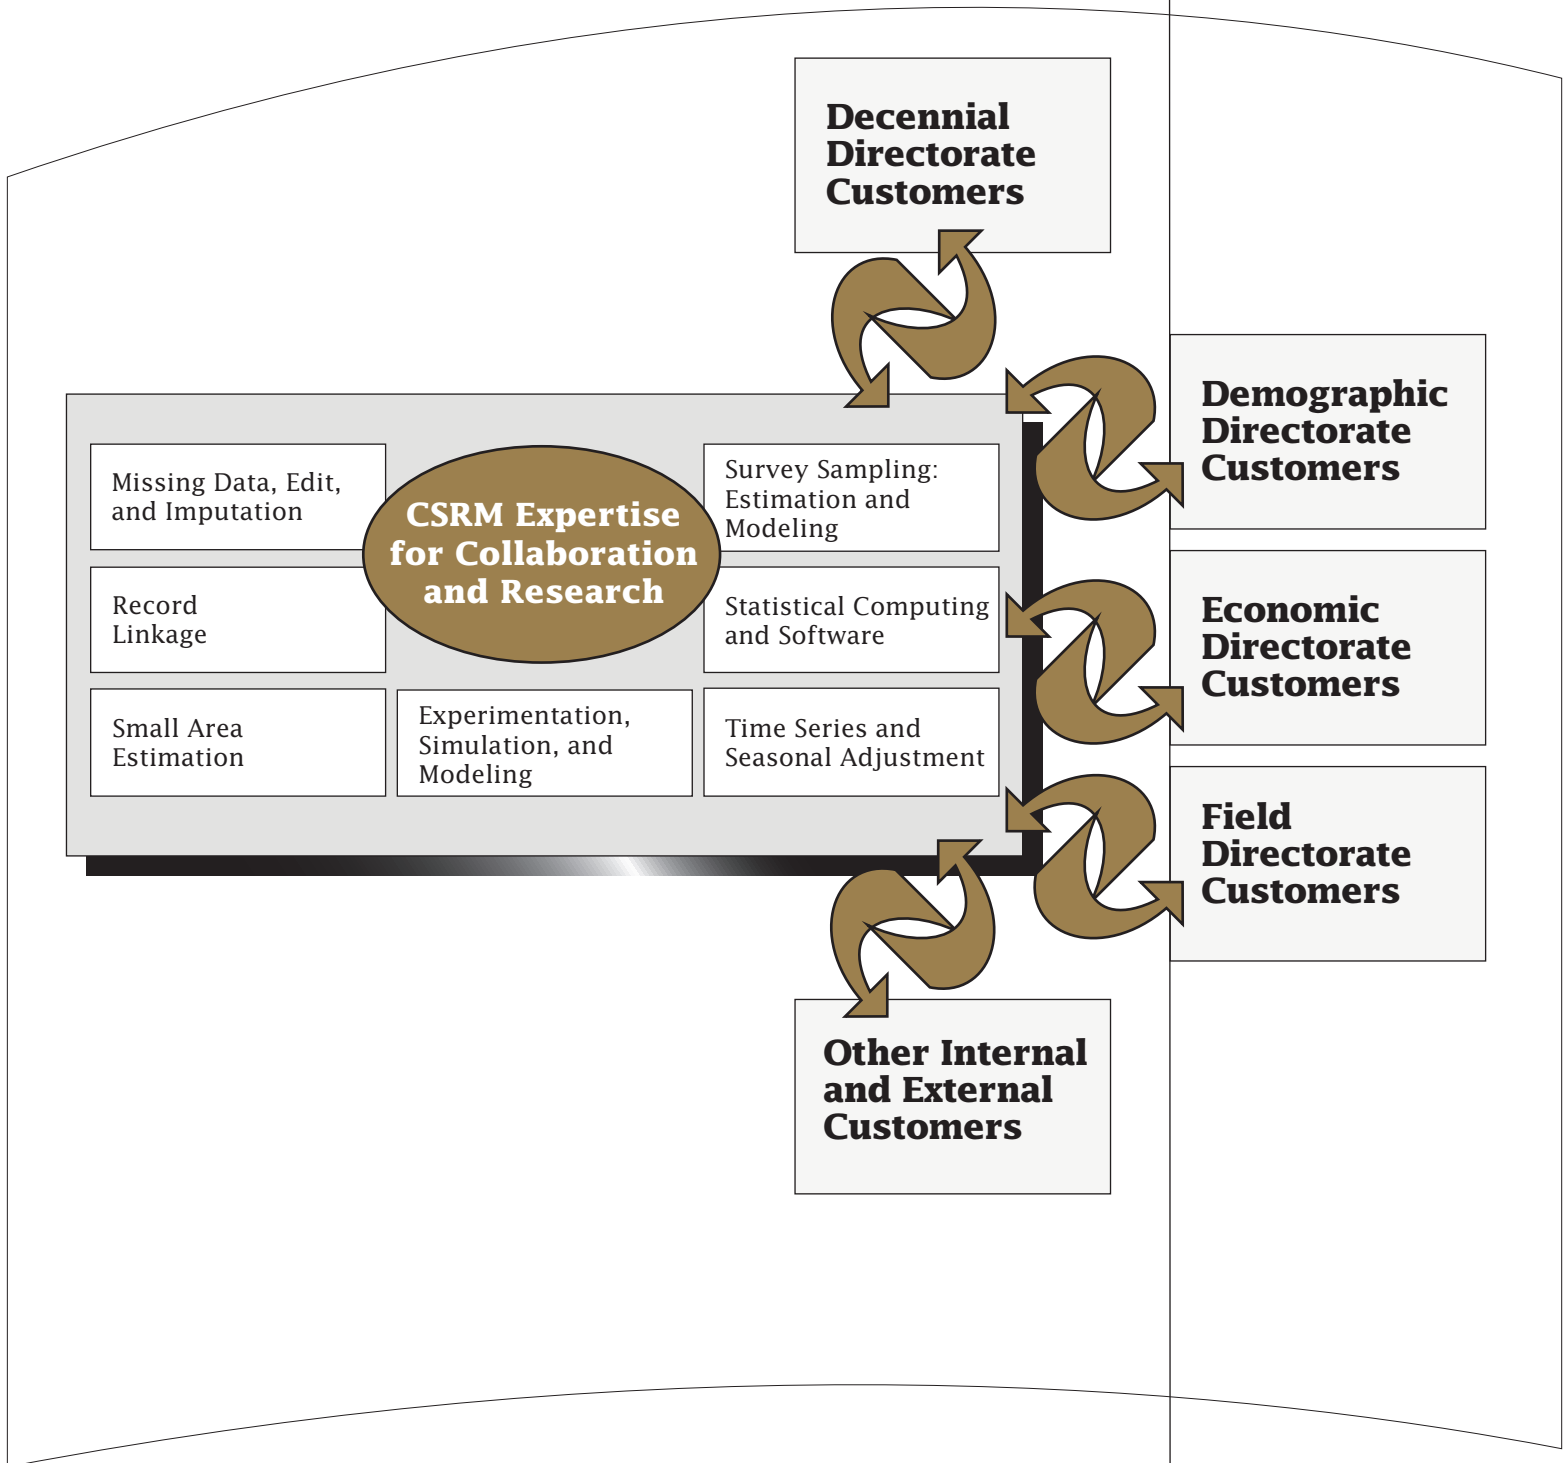 Decennial
Directorate
Customers
Demographic
Directorate
Customers
Missing Data, Edit,
and Imputation
CSRM Expertise
for Collaboration
and Research
Survey Sampling:
Estimation and
Modeling
Record
Linkage
Statistical Computing
and Software
Economic
Directorate
Customers
Small Area
Estimation
Experimentation,
Simulation, and
Modeling
Time Series and
Seasonal Adjustment
Field
Directorate
Customers
Other Internal
and External
Customers